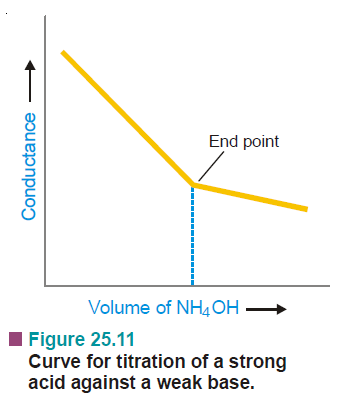 Conductance
End point
Volume of NH4OH
Figure 25.11
Curve for titration of a strong
acid against a weak base.